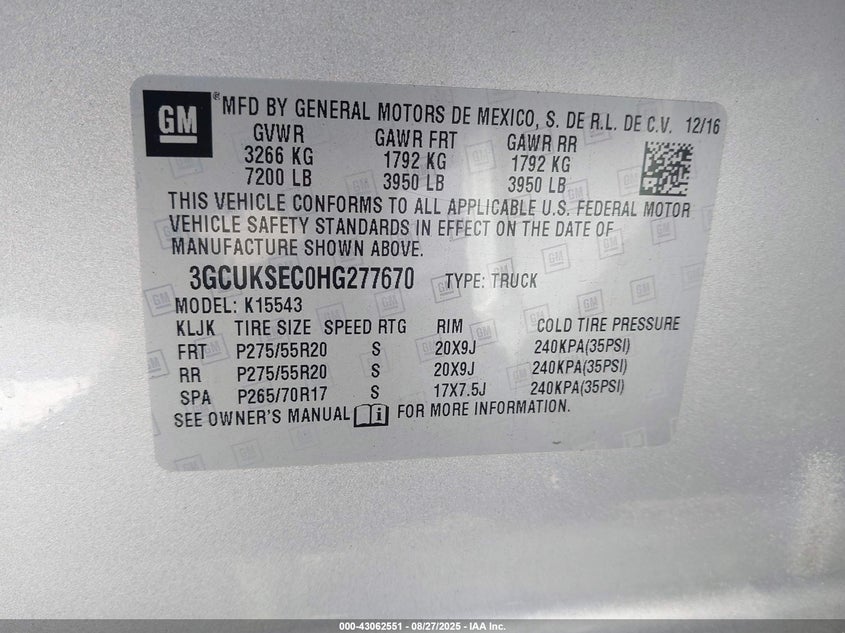 GM® MFD BY GENERAL MOTORS DE MEXICO, S. DE R.L. DE C.V. 12/16
GVWR GAWR FRT GAWR RR
3266 KG 1792 KG 1792 KG
7200 LB 3950 LB 3950 LB
THIS VEHICLE CONFORMS TO ALL APPLICABLE U.S. FEDERAL MOTOR
VEHICLE SAFETY STANDARDS IN EFFECT ON THE DATE OF
MANUFACTURE SHOWN ABOVE.
3GCUKSEC0HG277670 TYPE: TRUCK
MODEL: K15543
KLJK TIRE SIZE SPEED RTG RIM COLD TIRE PRESSURE
FRT P275/55R20 S 20X9J 240KPA(35PSI)
RR P275/55R20 S 20X9J 240KPA(35PSI)
SPA P265/70R17 S 17X7.5J 240KPA(35PSI)
SEE OWNER'S MANUAL FOR MORE INFORMATION.
000-43062551 - 08/27/2025 - IAA Inc.